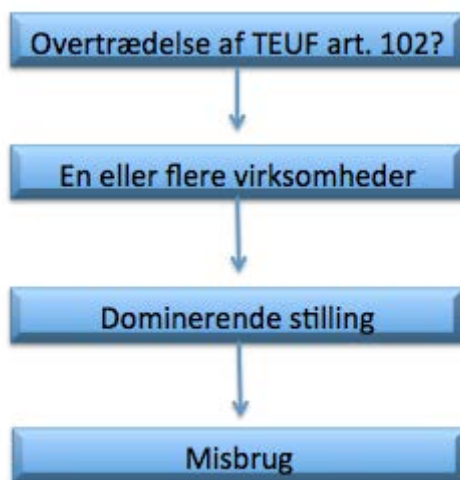 Overtrædelse af TEUF art. 102?
En eller flere virksomheder
Dominerende stilling
Misbrug